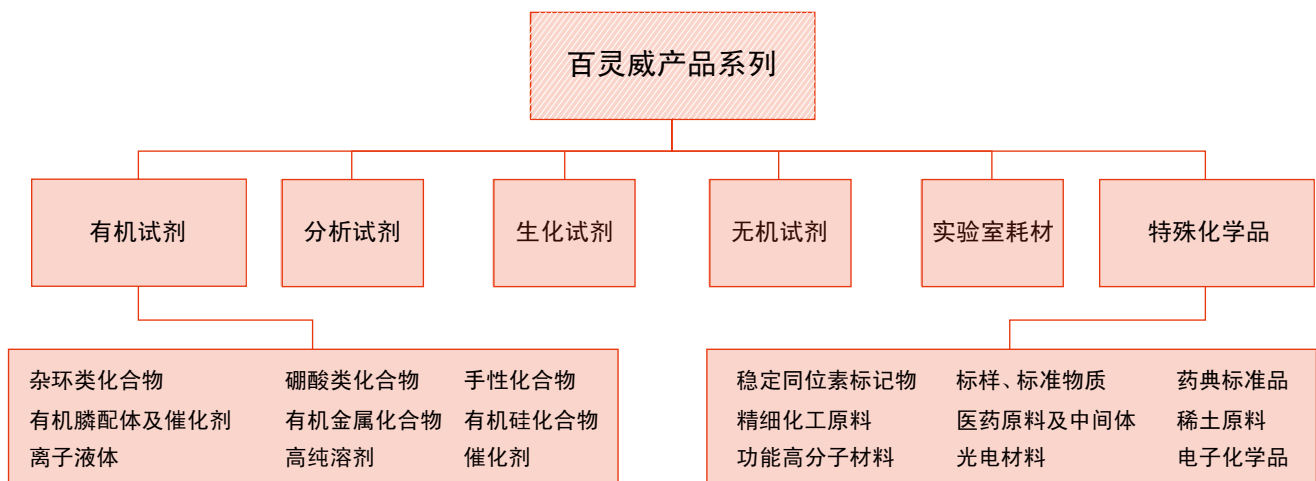 百灵威产品系列
有机试剂 分析试剂 生化试剂 无机试剂 实验室耗材 特殊化学品
杂环类化合物 硼酸类化合物 手性化合物
有机膦配体及催化剂 有机金属化合物 有机硅化合物
离子液体 高纯溶剂 催化剂
稳定同位素标记物 标样、标准物质 药典标准品
精细化工原料 医药原料及中间体 稀土原料
功能高分子材料 光电材料 电子化学品